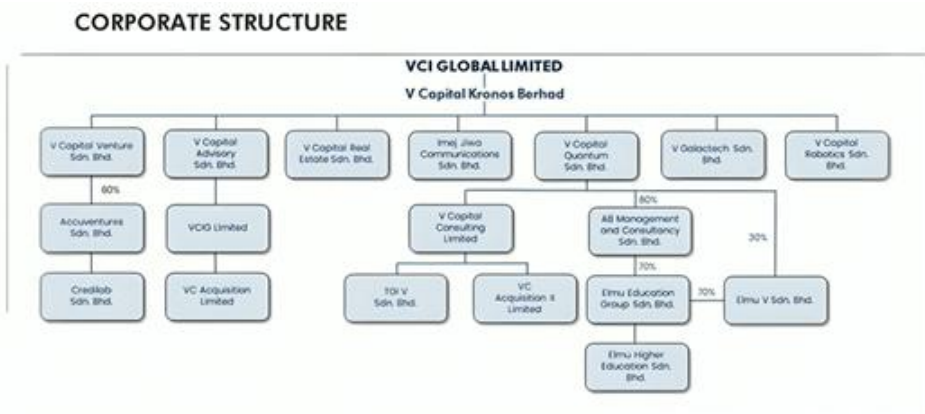 CORPORATE STRUCTURE
VCI GLOBAL LIMITED
V Capital Kronos Berhad
V Capital Venture
Sdn. Bhd.
V Capital
Advisory
Sdn. Bhd.
V Capital Real
Estate Sdn. Bhd.
Imej Jiwa
Communications
Sdn. Bhd.
V Capital
Quantum
Sdn. Bhd.
V Galactech Sdn.
Bhd.
V Capital
Robotics Sdn.
Bhd.
60%
80%
Accuventures
Sdn. Bhd.
VCIG Limited
V Capital
Consulting
Limited
AB Management
and Consultancy
Sdn. Bhd.
30%
70%
Credilab
Sdn. Bhd.
VC Acquisition
Limited
TGI V
Sdn. Bhd.
VC
Acquisition II
Limited
Elmu Education
Group Sdn. Bhd.
70%
Elmu V Sdn. Bhd.
Elmu Higher
Education Sdn.
Bhd.